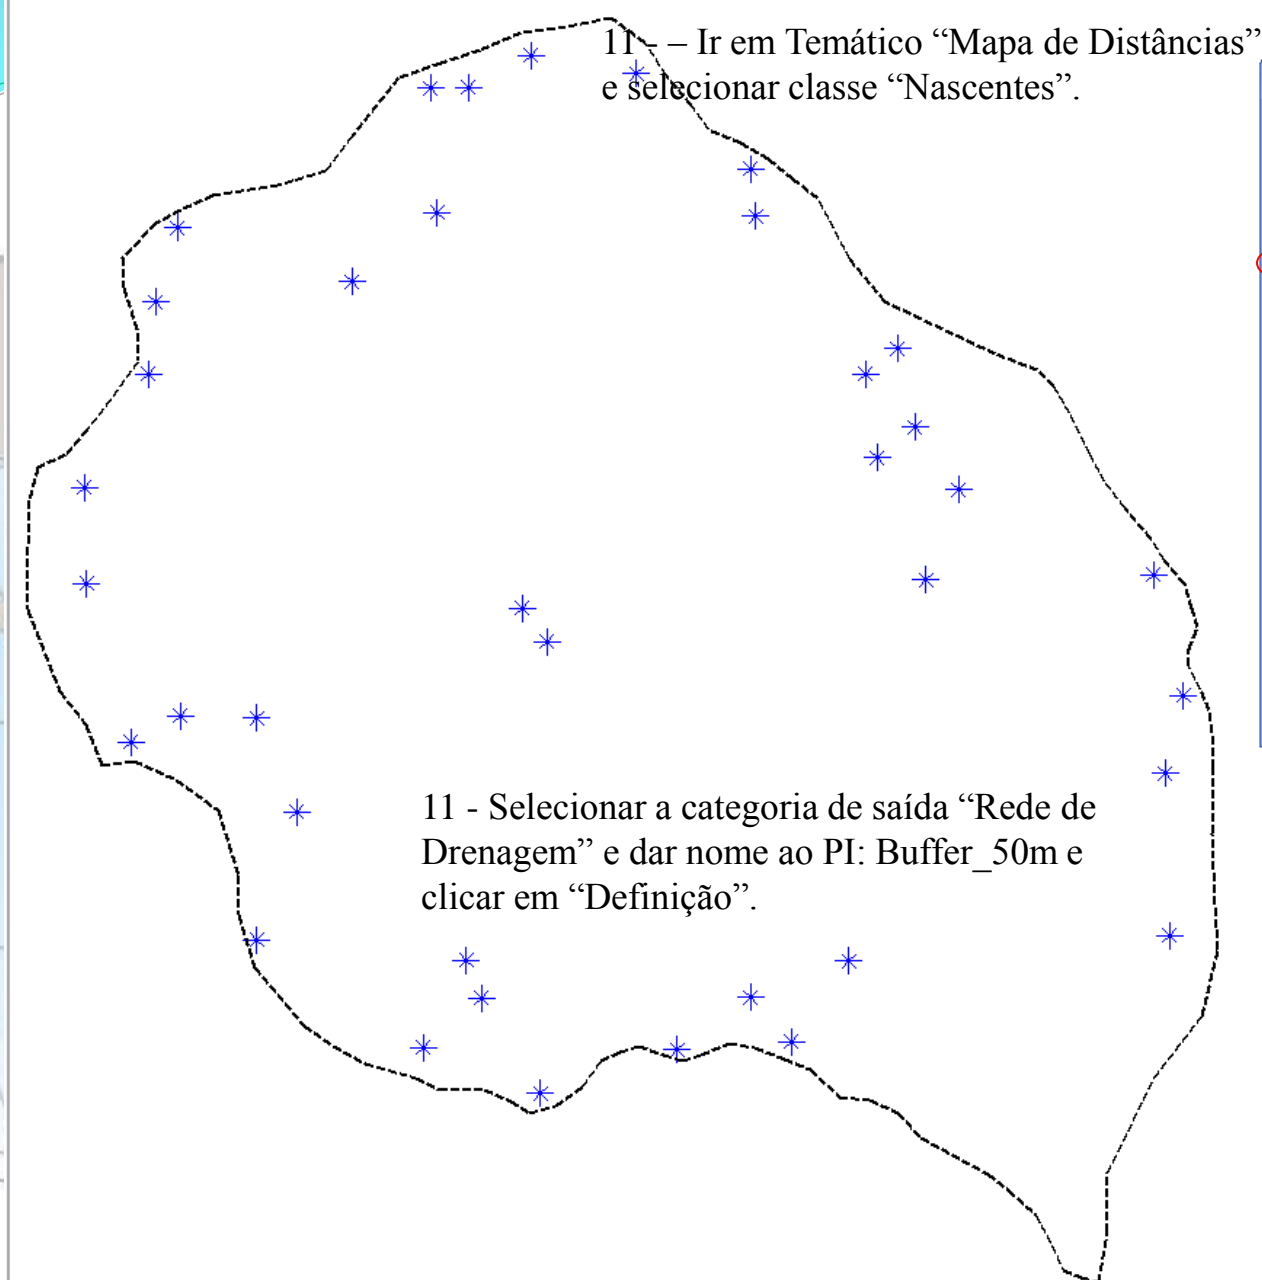 11 - – Ir em Temático “Mapa de Distâncias”
e selecionar classe “Nascentes”.
11 - Selecionar a categoria de saída “Rede de
Drenagem” e dar nome ao PI: Buffer_50m e
clicar em “Definição”.